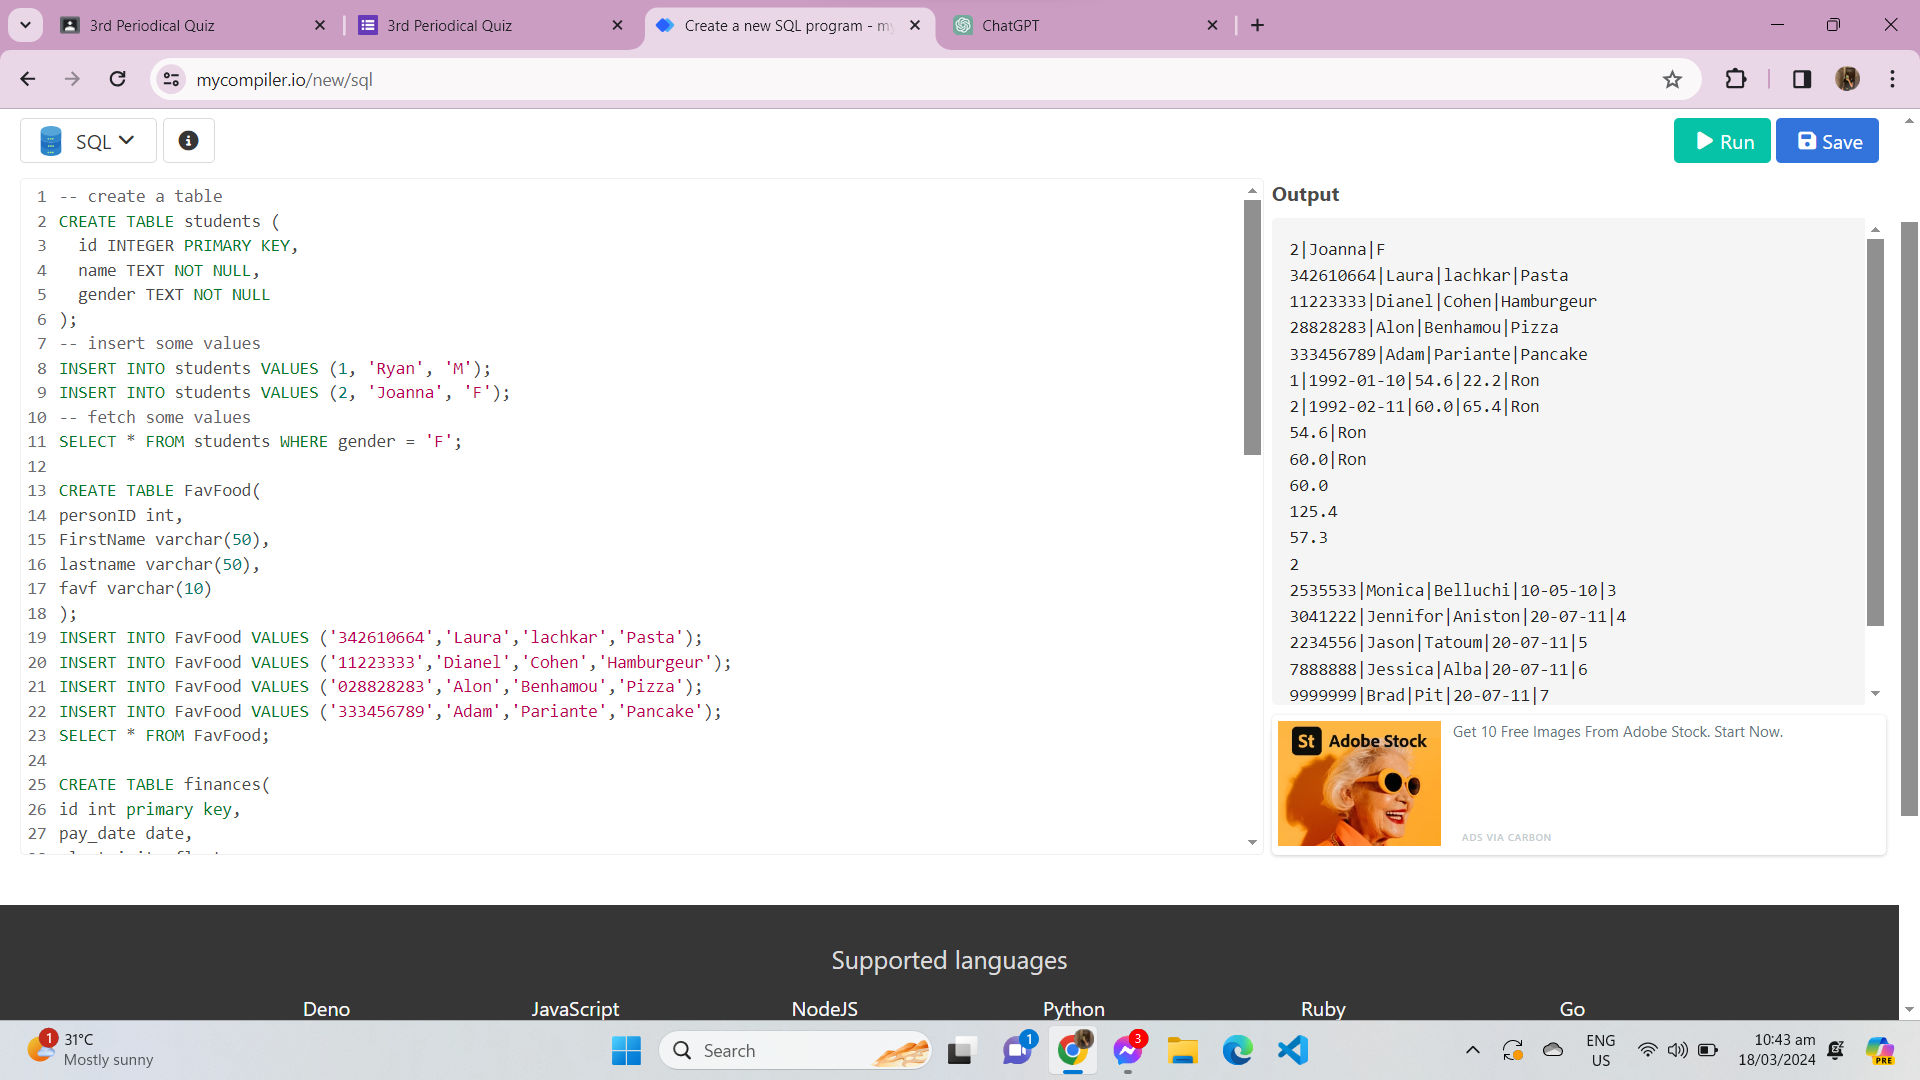 3rd Periodical Quiz
3rd Periodical Quiz
Create a new SQL program - my
ChatGPT
mycompiler.io/new/sql
SQL
Run
Save
1 -- create a table
2 CREATE TABLE students (
3 id INTEGER PRIMARY KEY,
4 name TEXT NOT NULL,
5 gender TEXT NOT NULL
6 );
7 -- insert some values
8 INSERT INTO students VALUES (1, 'Ryan', 'M');
9 INSERT INTO students VALUES (2, 'Joanna', 'F');
10 -- fetch some values
11 SELECT * FROM students WHERE gender = 'F';
12
13 CREATE TABLE FavFood(
14 personID int,
15 FirstName varchar(50),
16 lastname varchar(50),
17 favf varchar(10)
18 );
19 INSERT INTO FavFood VALUES ('342610664','Laura','lachkar','Pasta');
20 INSERT INTO FavFood VALUES ('11223333','Dianel','Cohen','Hamburgeur');
21 INSERT INTO FavFood VALUES ('028828283','Alon','Benhamou','Pizza');
22 INSERT INTO FavFood VALUES ('333456789','Adam','Pariante','Pancake');
23 SELECT * FROM FavFood;
24
25 CREATE TABLE finances(
26 id int primary key,
27 pay_date date,
Output
2|Joanna|F
342610664|Laura|lachkar|Pasta
11223333|Dianel|Cohen|Hamburgeur
28828283|Alon|Benhamou|Pizza
333456789|Adam|Pariante|Pancake
1|1992-01-10|54.6|22.2|Ron
2|1992-02-11|60.0|65.4|Ron
54.6|Ron
60.0|Ron
60.0
125.4
57.3
2
2535533|Monica|Belluchi|10-05-10|3
3041222|Jennifor|Aniston|20-07-11|4
2234556|Jason|Tatoum|20-07-11|5
7888888|Jessica|Alba|20-07-11|6
9999999|Brad|Pit|20-07-11|7
St Adobe Stock
Get 10 Free Images From Adobe Stock. Start Now.
ADS VIA CARBON
Supported languages
Deno
JavaScript
NodeJS
Python
Ruby
Go
1
31°C
Mostly sunny
Search
1
3
ENG
US
10:43 am
18/03/2024
PRE